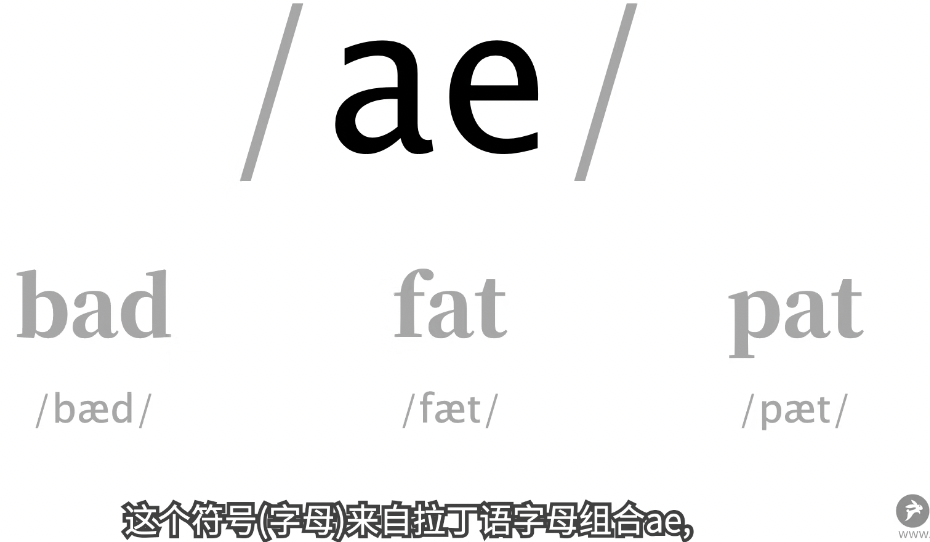 /ae/
bad fat pat
/bæd/ /fæt/ /pæt/
这个符号(字母)来自拉丁语字母组合ae,
www.